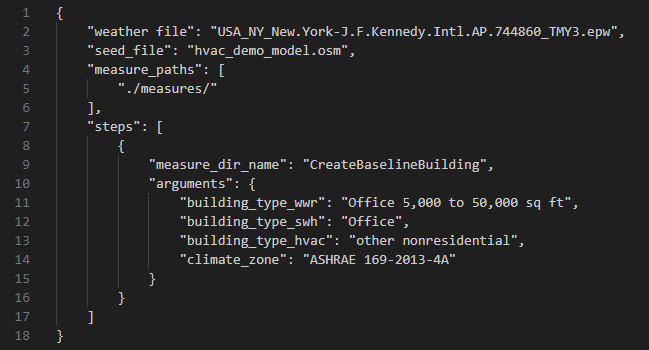 1 {
2 "weather file": "USA_NY_New.York-J.F.Kennedy.Intl.AP.744860_TMY3.epw",
3 "seed_file": "hvac_demo_model.osm",
4 "measure_paths": [
5 "./measures/"
6 ],
7 "steps": [
8 {
9 "measure_dir_name": "CreateBaselineBuilding",
10 "arguments": {
11 "building_type_wwr": "Office 5,000 to 50,000 sq ft",
12 "building_type_swh": "Office",
13 "building_type_hvac": "other nonresidential",
14 "climate_zone": "ASHRAE 169-2013-4A"
15 }
16 }
17 ]
18 }